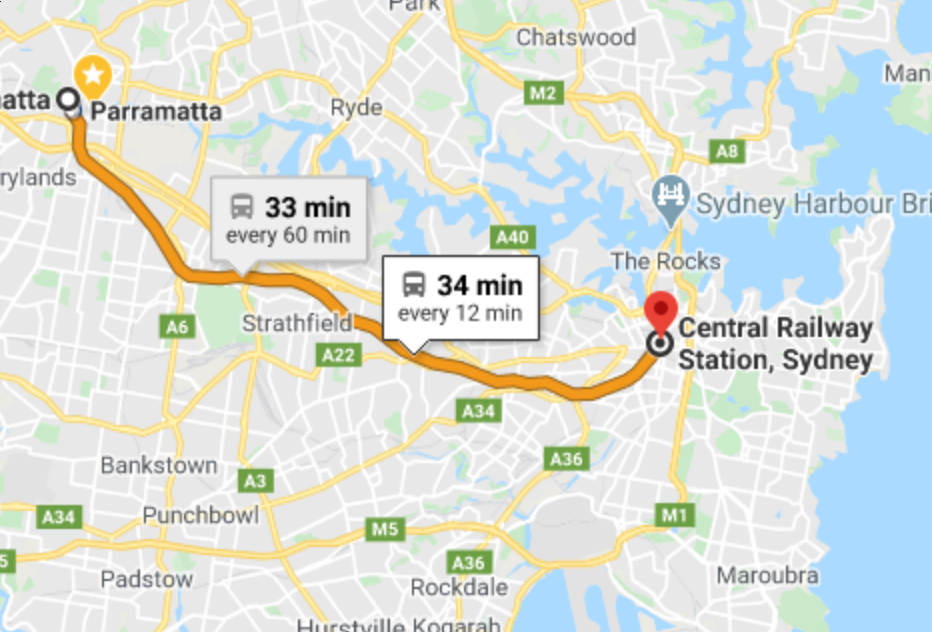 Park
Chatswood
Man
M2
atta
Parramatta
Ryde
A8
rylands
33 min
every 60 min
Sydney Harbour Bri
A40
The Rocks
34 min
every 12 min
A6
Strathfield
A22
Central Railway
Station, Sydney
A34
A36
Bankstown
A3
Punchbowl
A34
M5
M1
5
A36
Padstow
Rockdale
Maroubra
Hurstville
Kogarah